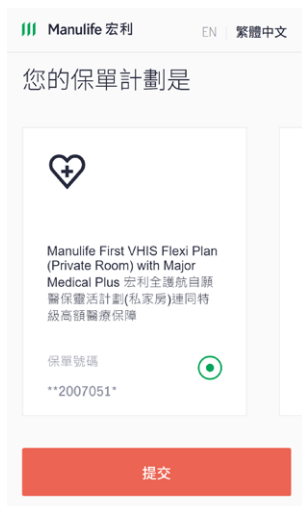 Manulife 宏利
EN | 繁體中文
您的保單計劃是
Manulife First VHIS Flexi Plan
(Private Room) with Major
Medical Plus 宏利全護航自願
醫保靈活計劃(私家房)連同特
級高額醫療保障
保單號碼
**2007051*
提交